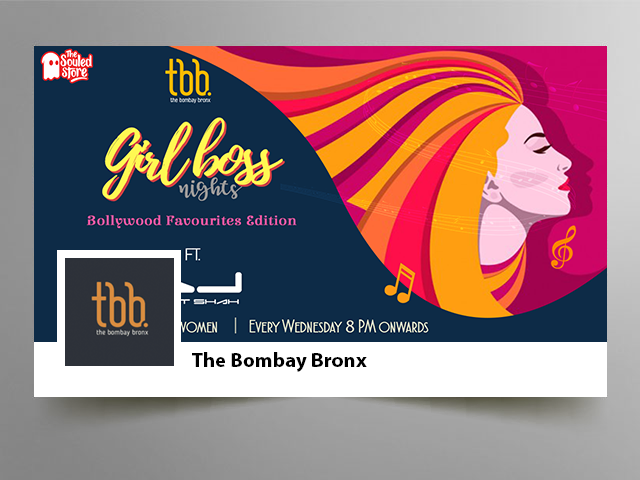 The
Souled
Store
tbb.
the bombay bronx
Girl boss
nights
Bollywood Favourites Edition
FT.
T SHAH
WOMEN | EVERY WEDNESDAY 8 PM ONWARDS
tbb.
the bombay bronx
The Bombay Bronx